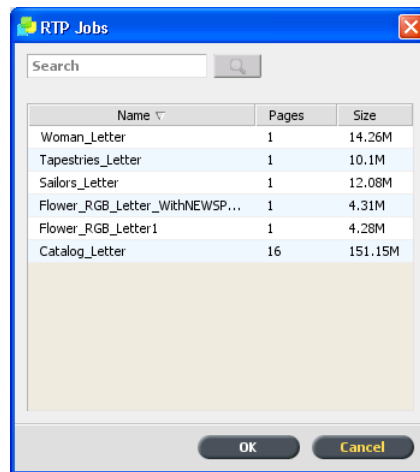 RTP Jobs
Search
Name Pages Size
Woman_Letter 1 14.26M
Tapestries_Letter 1 10.1M
Sailors_Letter 1 12.08M
Flower_RGB_Letter_WithNEWSP... 1 4.31M
Flower_RGB_Letter1 1 4.28M
Catalog_Letter 16 151.15M
OK Cancel